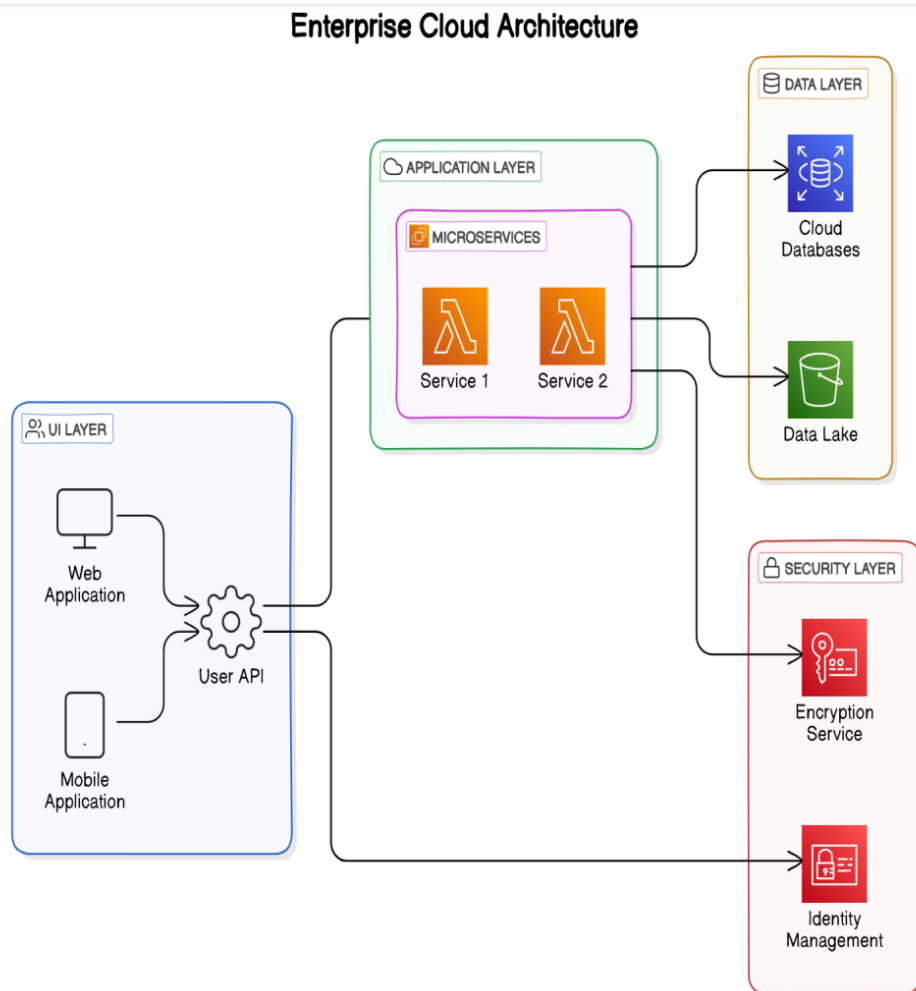 Enterprise Cloud Architecture
DATA LAYER
Cloud
Databases
Data Lake
APPLICATION LAYER
MICROSERVICES
Service 1
Service 2
UI LAYER
Web
Application
User API
Mobile
Application
SECURITY LAYER
Encryption
Service
Identity
Management